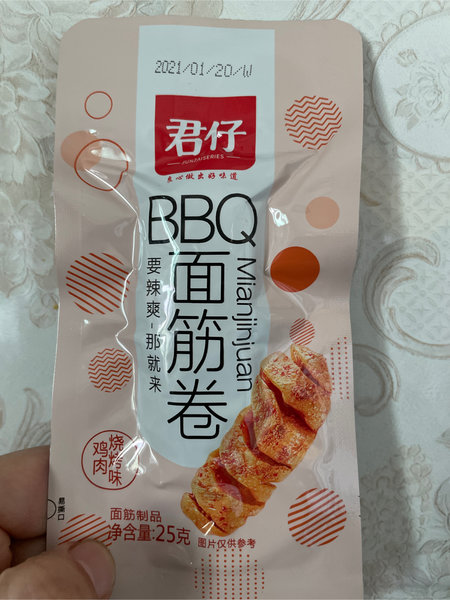 2021/01/20/W
君仔
JUNZAISERIES
良心做出好味道
BBQ
面筋卷
Mianjinjuan
要辣爽-那就来
烧烤味
鸡肉
易撕口
面筋制品
净含量:25克
图片仅供参考